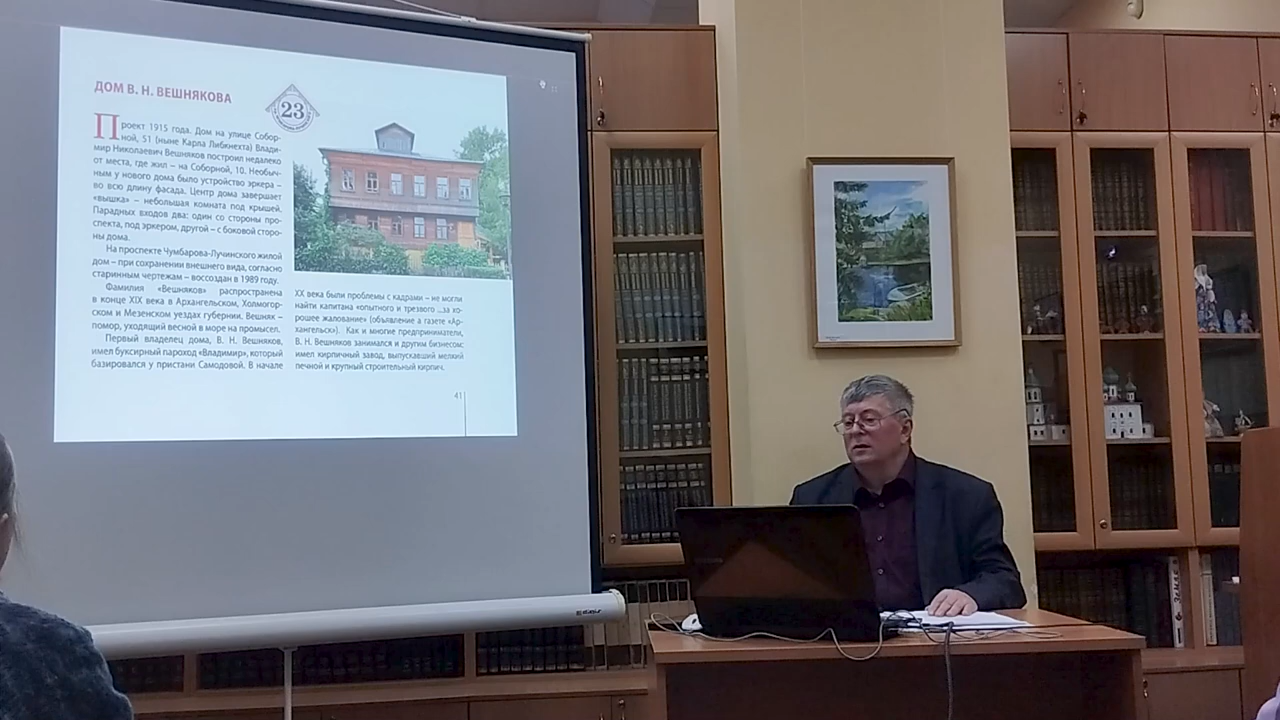 ДОМ В. Н. ВЕШНЯКОВА
23
Проект 1915 года. Дом на улице Собор-
ной, 51 (ныне Карла Либкнехта) Влади-
мир Николаевич Вешняков построил недалеко
от места, где жил – на Соборной, 10. Необыч-
ным у нового дома было устройство эркера –
во всю длину фасада. Центр дома завершает
«вышка» – небольшая комната под крышей.
Парадных входов два: один со стороны про-
спекта, под эркером, другой – с боковой сторо-
ны дома.
На проспекте Чумбарова-Лучинского жилой
дом – при сохранении внешнего вида, согласно
старинным чертежам – воссоздан в 1989 году.
Фамилия «Вешняков» распространена
в конце XIX века в Архангельском, Холмогор-
ском и Мезенском уездах губернии. Вешняк –
помор, уходящий весной в море на промысел.
Первый владелец дома, В. Н. Вешняков,
имел буксирный пароход «Владимир», который
базировался у пристани Самодовой. В начале
XX века были проблемы с кадрами – не могли
найти капитана «опытного и трезвого ...за хо-
рошее жалование» (объявление в газете «Ар-
хангельск»). Как и многие предприниматели,
В. Н. Вешняков занимался и другим бизнесом:
имел кирпичный завод, выпускавший мелкий
печной и крупный строительный кирпич.
41